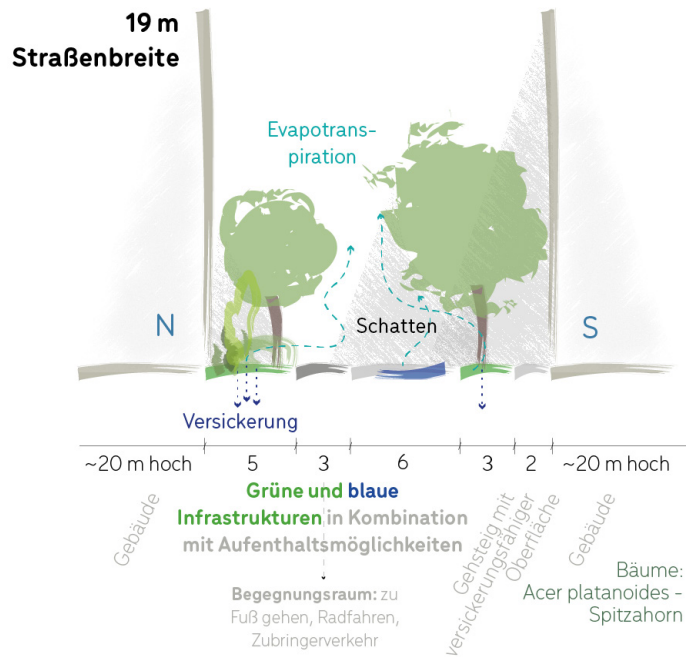 19 m
Straßenbreite
Evapotrans-
piration
N
Schatten
S
Versickerung
~20 m hoch
5
3
6
3
2
~20 m hoch
Gebäude
Grüne und blaue
Infrastrukturen in Kombination
mit Aufenthaltsmöglichkeiten
Begegnungsraum: zu
Fuß gehen, Radfahren,
Zubringerverkehr
Gehsteig mit
versickerungsfähiger
Oberfläche
Gebäude
Bäume:
Acer platanoides -
Spitzahorn